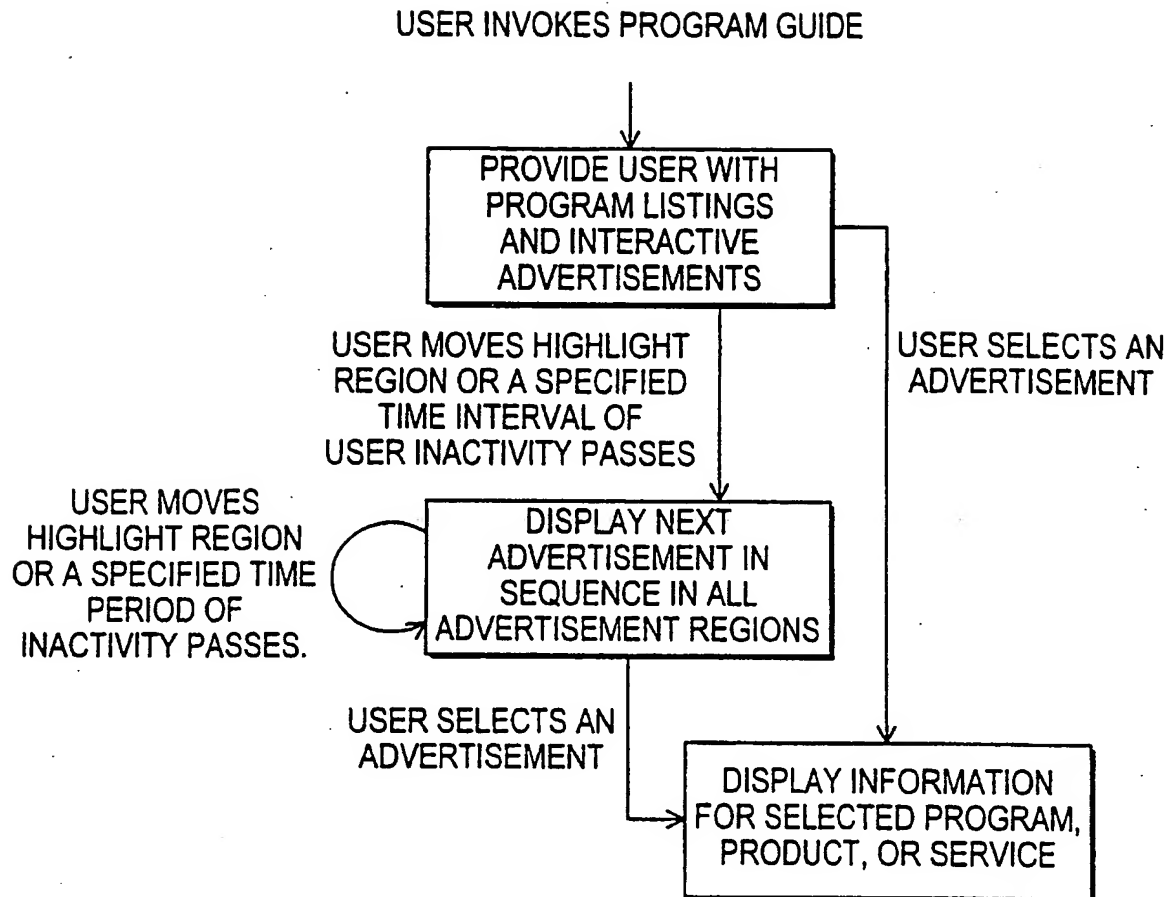 USER INVOKES PROGRAM GUIDE
PROVIDE USER WITH
PROGRAM LISTINGS
AND INTERACTIVE
ADVERTISEMENTS
USER MOVES HIGHLIGHT
REGION OR A SPECIFIED
TIME INTERVAL OF
USER INACTIVITY PASSES
USER SELECTS AN
ADVERTISEMENT
USER MOVES
HIGHLIGHT REGION
OR A SPECIFIED TIME
PERIOD OF
INACTIVITY PASSES.
DISPLAY NEXT
ADVERTISEMENT IN
SEQUENCE IN ALL
ADVERTISEMENT REGIONS
USER SELECTS AN
ADVERTISEMENT
DISPLAY INFORMATION
FOR SELECTED PROGRAM,
PRODUCT, OR SERVICE